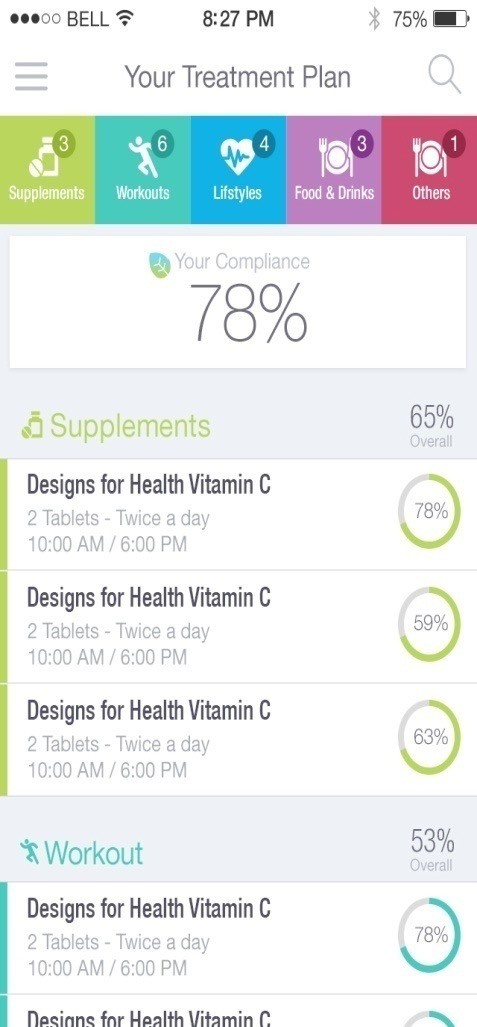 BELL 8:27 PM 75%
Your Treatment Plan
3 6 4 3 1
Supplements Workouts Lifstyles Food & Drinks Others
Your Compliance
78%
Supplements 65%
Overall
Designs for Health Vitamin C
2 Tablets - Twice a day
10:00 AM / 6:00 PM
78%
Designs for Health Vitamin C
2 Tablets - Twice a day
10:00 AM / 6:00 PM
59%
Designs for Health Vitamin C
2 Tablets - Twice a day
10:00 AM / 6:00 PM
63%
Workout 53%
Overall
Designs for Health Vitamin C
2 Tablets - Twice a day
10:00 AM / 6:00 PM
78%
Designs for Health Vitamin C